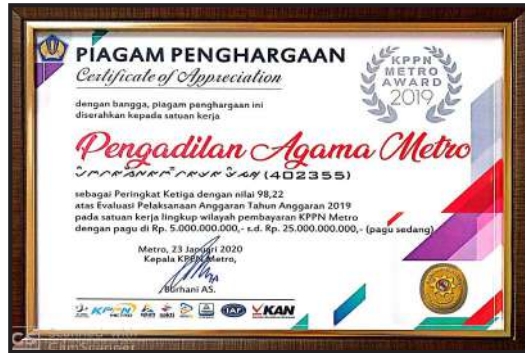 PIAGAM PENGHARGAAN
Certificate of Appreciation
KPPN
METRO
AWARD
2019
dengan bangga, piagam penghargaan ini
diserahkan kepada satuan kerja
Pengadilan Agama Metro
(402355)
sebagai Peringkat Ketiga dengan nilai 98,22
atas Evaluasi Pelaksanaan Anggaran Tahun Anggaran 2019
pada satuan kerja lingkup wilayah pembayaran KPPN Metro
dengan pagu di Rp. 5.000.000.000,- s.d. Rp. 25.000.000.000,- (pagu sedang)
Metro, 23 Januari 2020
Kepala KPPN Metro,
Burhani AS.
KPPN
IAF
KAN
CamScanner